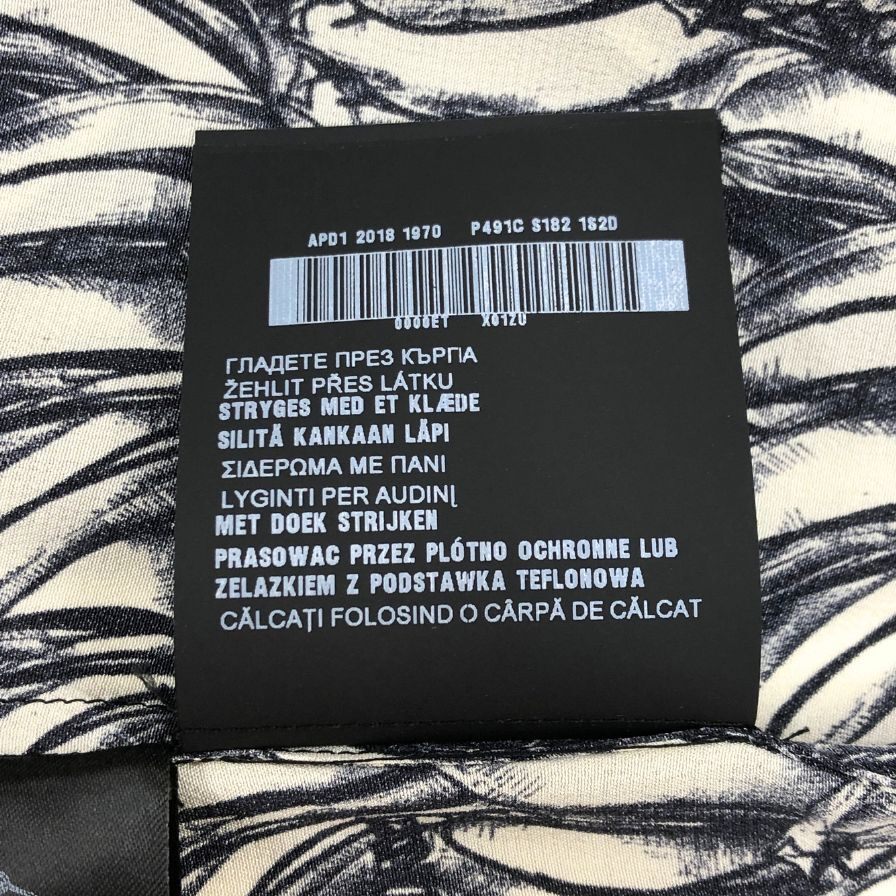 APD1 2018 1970 P491C S182 1S2D
0000ET X01Z0
ГЛАДЕТЕ ПРЕЗ КЪРПА
ŽEHLIT PŘES LÁTKU
STRYGES MED ET KLÆDE
SILITÄ KANKAAN LÄPI
ΣΙΔΕΡΩΜΑ ΜΕ ΠΑΝΙ
LYGINTI PER AUDINĮ
MET DOEK STRIJKEN
PRASOWAC PRZEZ PLÓTNO OCHRONNE LUB
ZELAZKIEM Z PODSTAWKA TEFLONOWA
CĂLCAȚI FOLOSIND O CÂRPĂ DE CĂLCAT